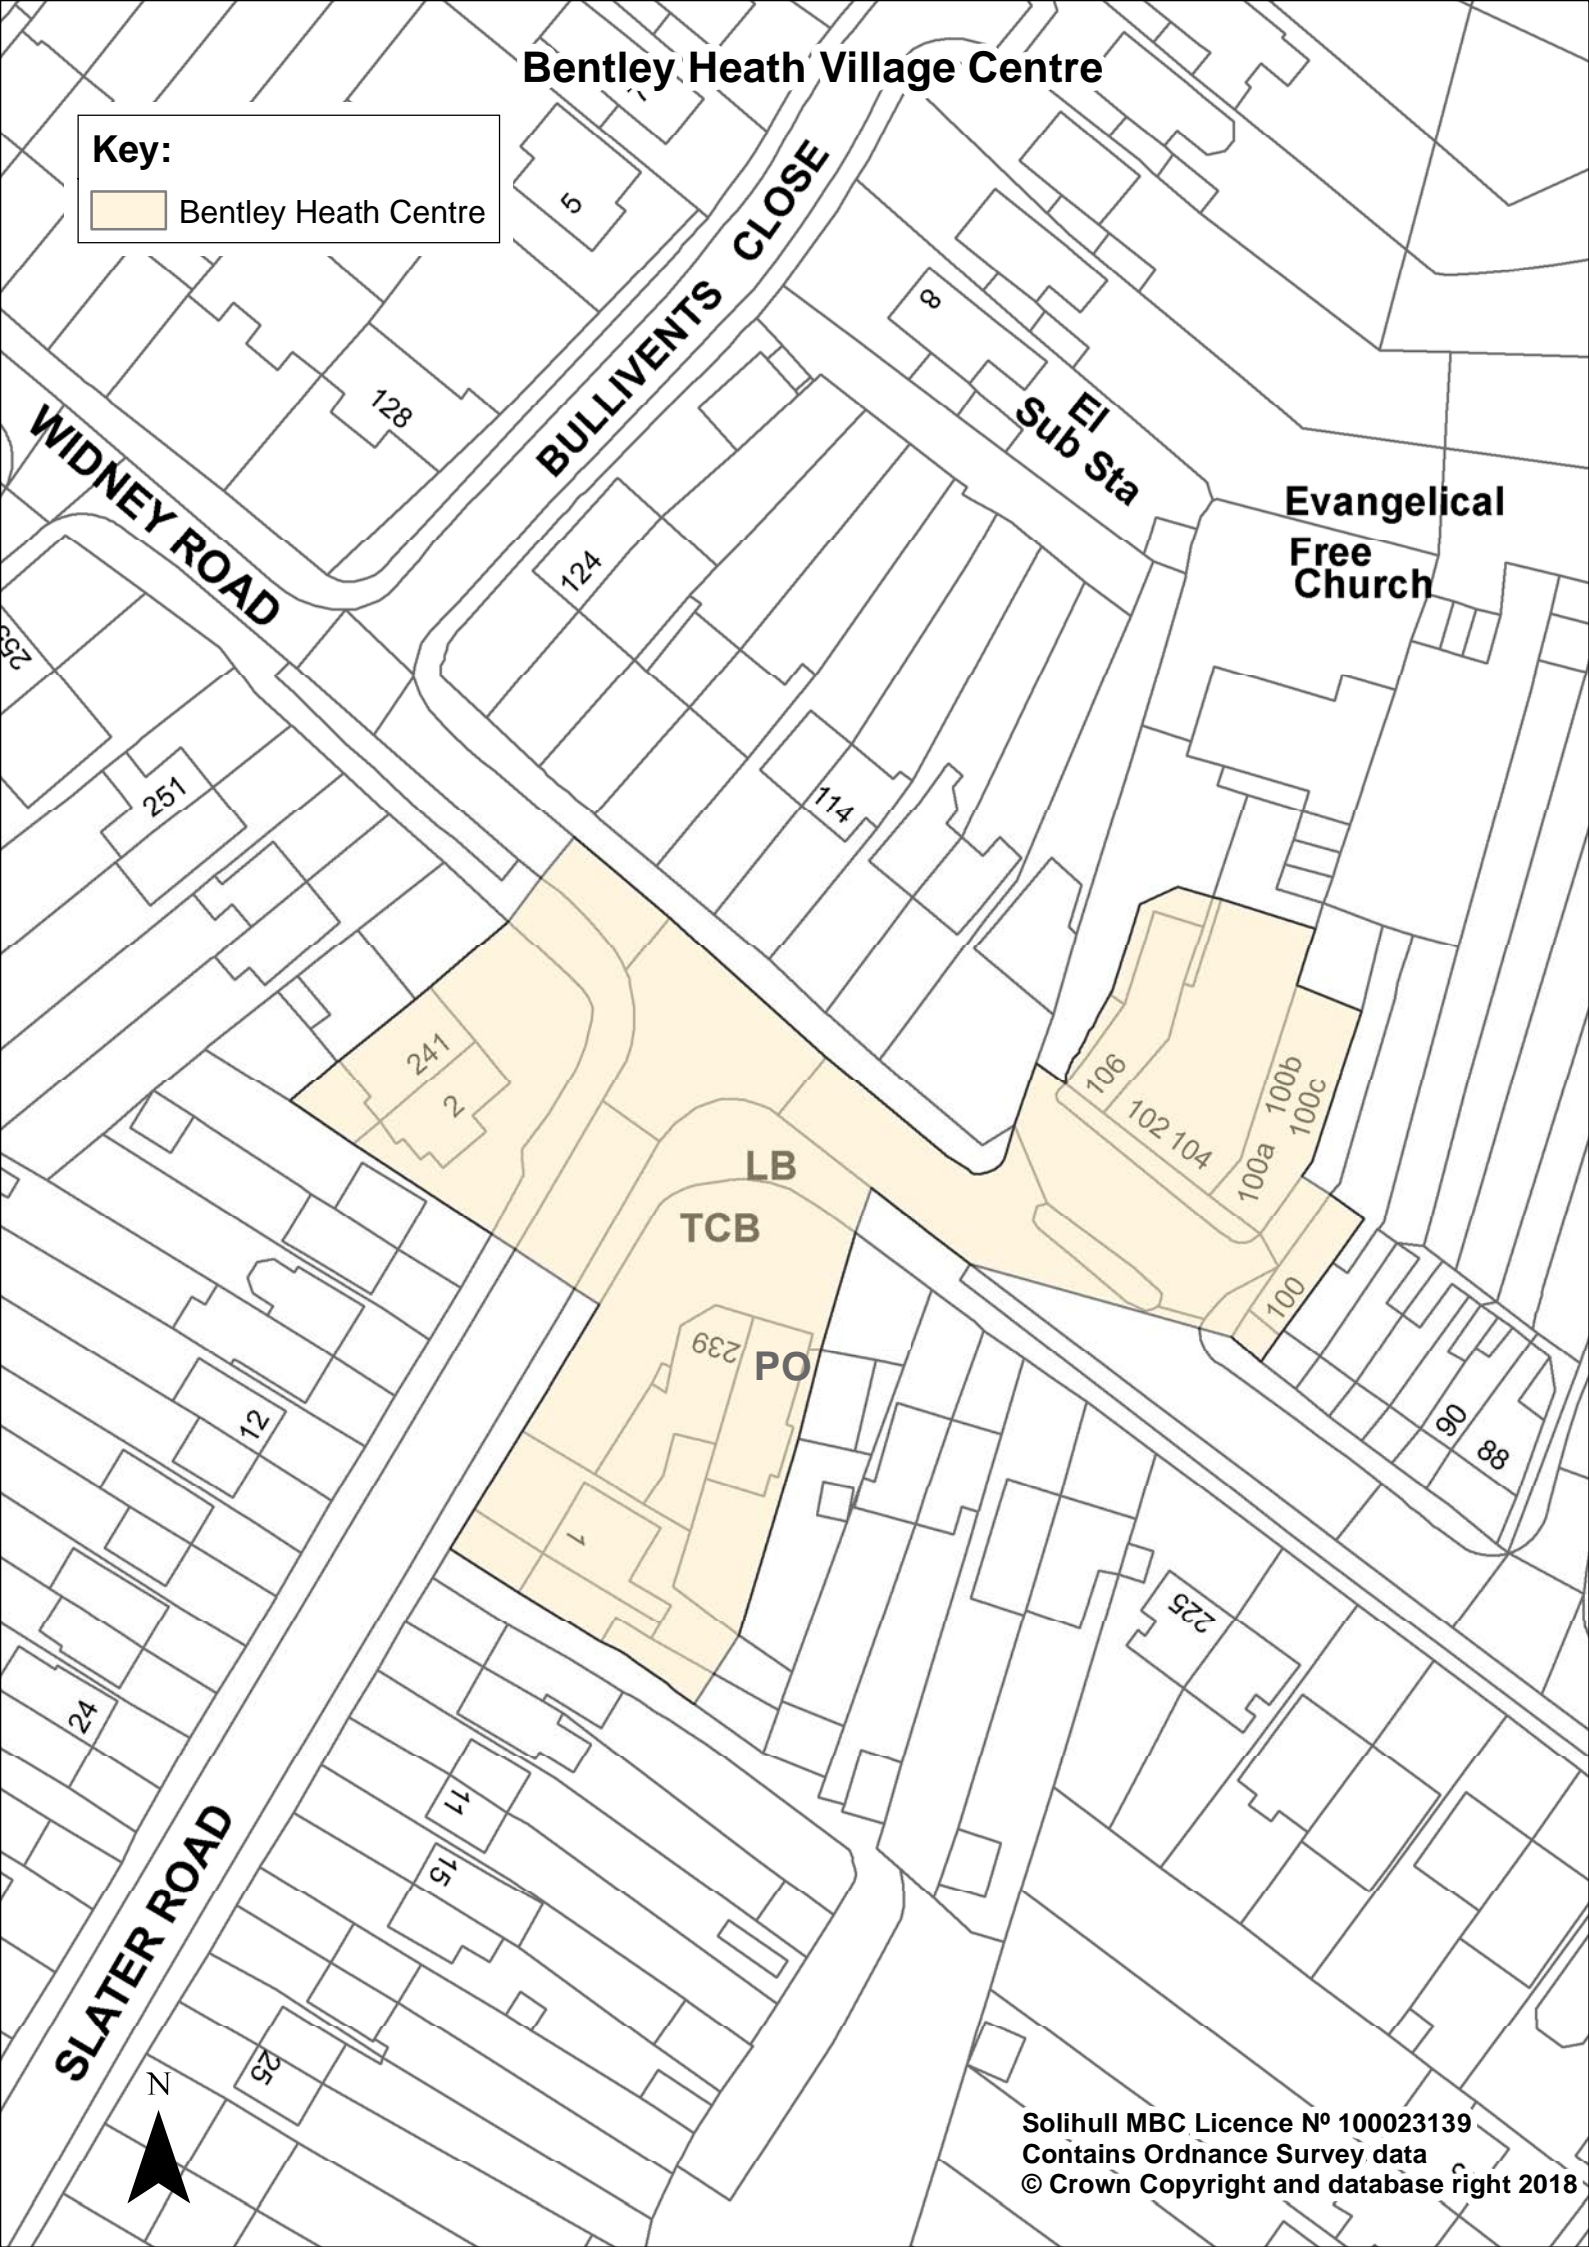 Bentley Heath Village Centre
Key:
Bentley Heath Centre
7
5
BULLIVENTS CLOSE
8
128
El
Sub Sta
WIDNEY ROAD
Evangelical
Free
Church
124
253
251
114
241
2
106
102 104
100b
100c
100a
LB
TCB
100
239
PO
12
90
88
1
225
24
11
15
SLATER ROAD
25
N
Solihull MBC Licence Nº 100023139
Contains Ordnance Survey data
© Crown Copyright and database right 2018